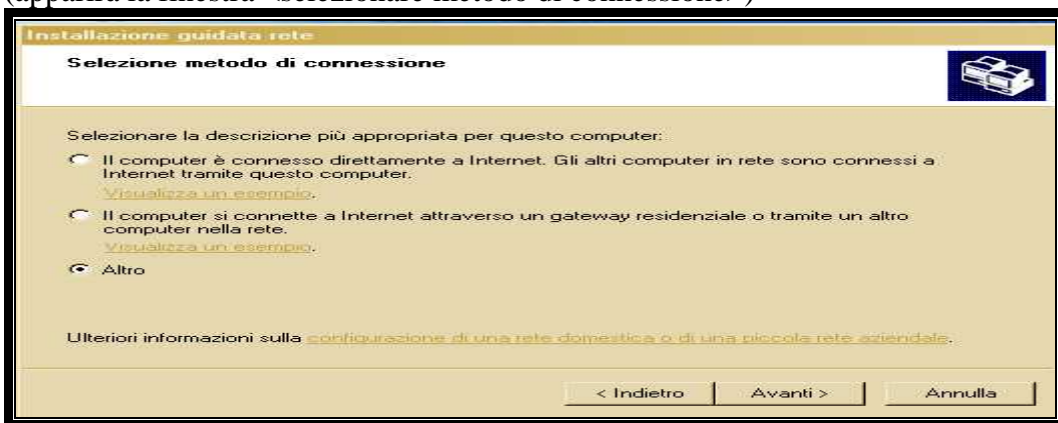 (apparirà la finestra "selezionare metodo di connessione:")
Installazione guidata rete
Selezione metodo di connessione
Selezionare la descrizione più appropriata per questo computer:
Il computer è connesso direttamente a Internet. Gli altri computer in rete sono connessi a
Internet tramite questo computer.
Visualizza un esempio.
Il computer si connette a Internet attraverso un gateway residenziale o tramite un altro
computer nella rete.
Visualizza un esempio.
Altro
Ulteriori informazioni sulla configurazione di una rete domestica o di una piccola rete aziendale.
< Indietro
Avanti >
Annulla